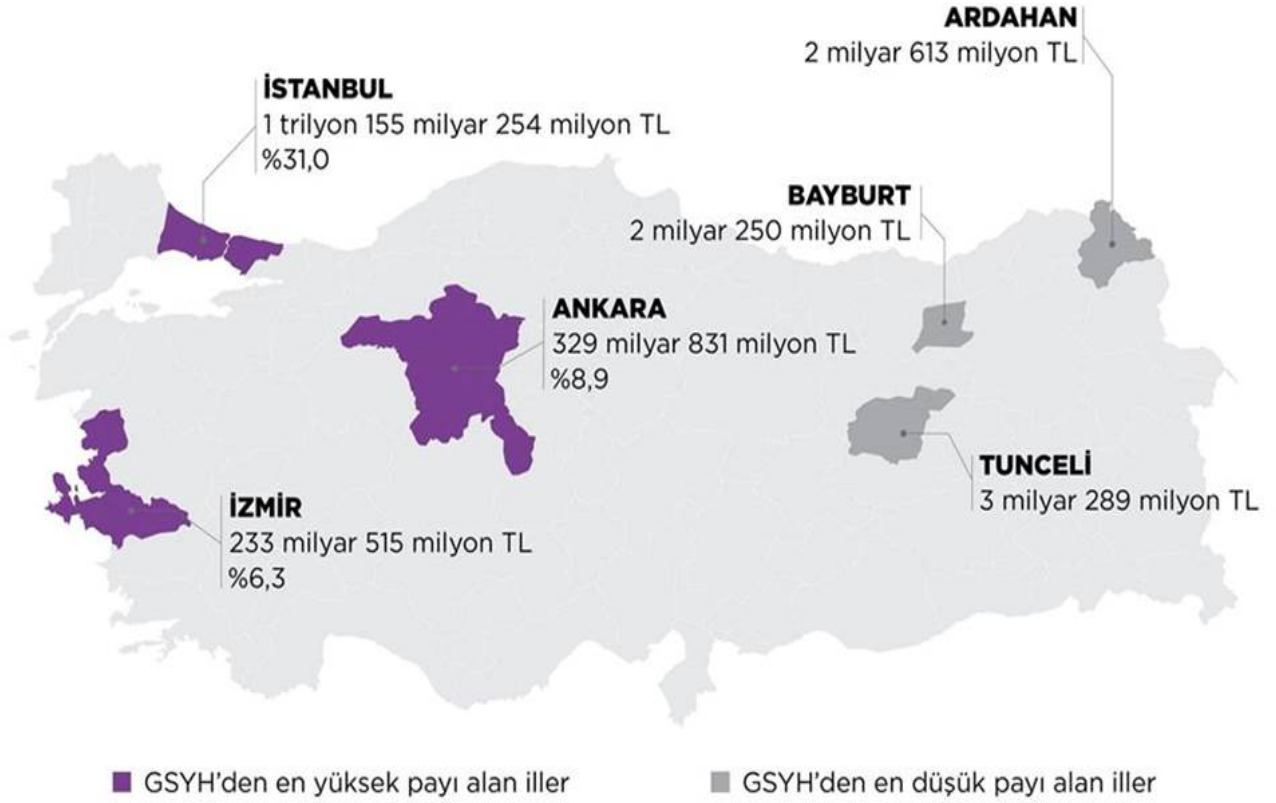 ARDAHAN
2 milyar 613 milyon TL
İSTANBUL
1 trilyon 155 milyar 254 milyon TL
%31,0
BAYBURT
2 milyar 250 milyon TL
ANKARA
329 milyar 831 milyon TL
%8,9
TUNCELİ
3 milyar 289 milyon TL
İZMİR
233 milyar 515 milyon TL
%6,3
GSYH'den en yüksek payı alan iller
GSYH'den en düşük payı alan iller